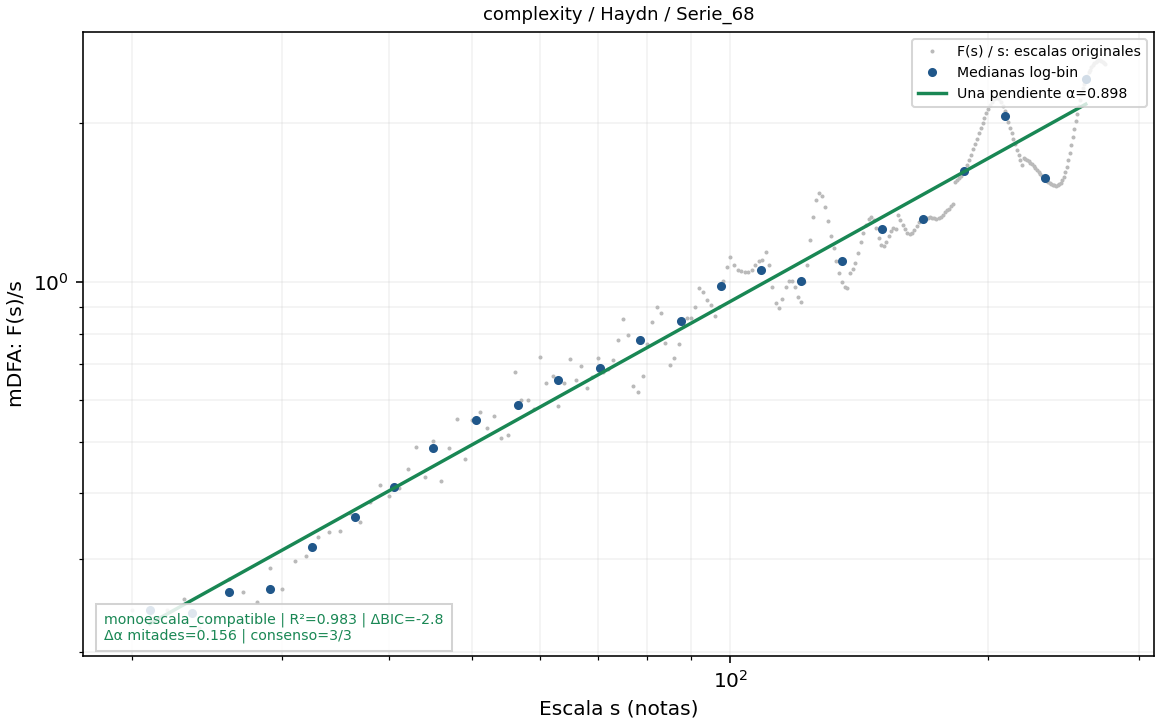 complexity / Haydn / Serie_68
F(s) / s: escalas originales
Medianas log-bin
Una pendiente α=0.898
mDFA: F(s)/s
10⁰
monoescala_compatible | R²=0.983 | ΔBIC=-2.8
Δα mitades=0.156 | consenso=3/3
10²
Escala s (notas)